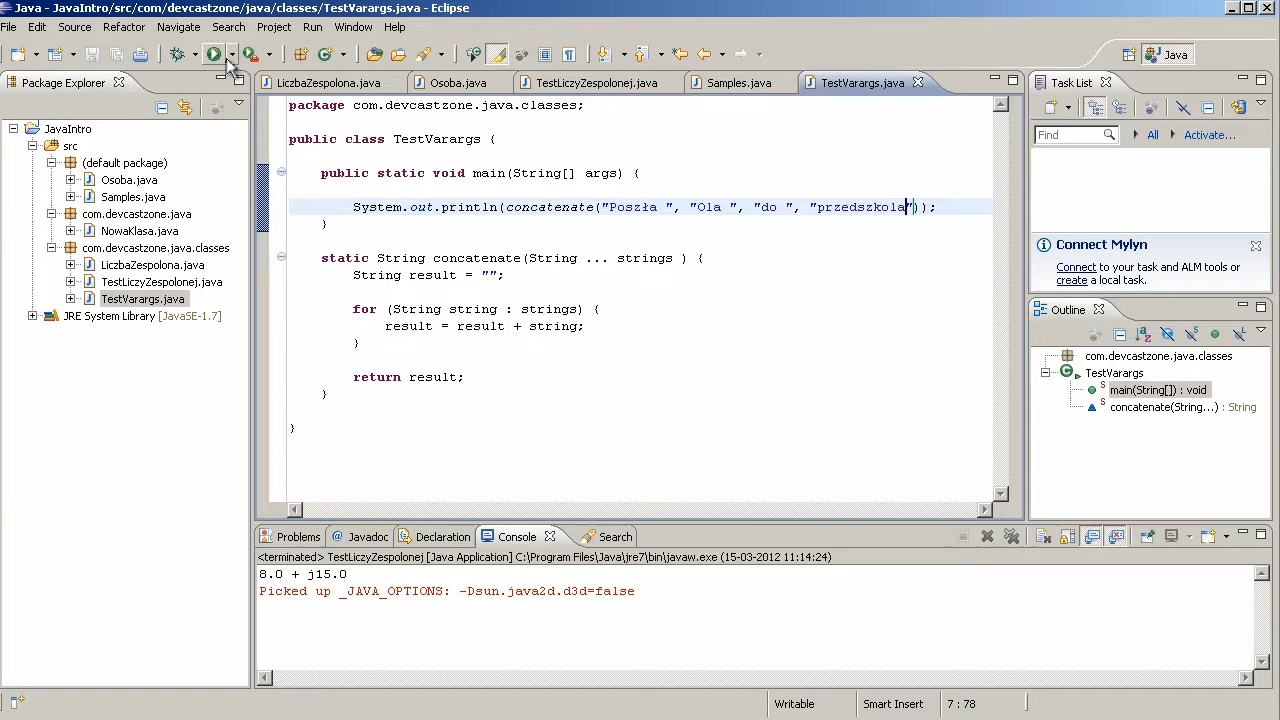 Java - JavaIntro/src/com/devcastzone/java/classes/TestVarargs.java - Eclipse
File Edit Source Refactor Navigate Search Project Run Window Help
Java
Package Explorer
LiczbaZespolona.java Osoba.java TestLiczyZespolonej.java Samples.java TestVarargs.java
Task List
Find All Activate...
JavaIntro
src
(default package)
Osoba.java
Samples.java
com.devcastzone.java
NowaKlasa.java
com.devcastzone.java.classes
LiczbaZespolona.java
TestLiczyZespolonej.java
TestVarargs.java
JRE System Library [JavaSE-1.7]
package com.devcastzone.java.classes;
public class TestVarargs {
public static void main(String[] args) {
System.out.println(concatenate("Poszła ", "Ola ", "do ", "przedszkola"));
}
static String concatenate(String ... strings ) {
String result = "";
for (String string : strings) {
result = result + string;
}
return result;
}
}
Connect Mylyn
Connect to your task and ALM tools or
create a local task.
Outline
com.devcastzone.java.classes
TestVarargs
main(String[]) : void
concatenate(String...) : String
Problems Javadoc Declaration Console Search
<terminated> TestLiczyZespolonej [Java Application] C:\Program Files\Java\jre7\bin\javaw.exe (15-03-2012 11:14:24)
8.0 + j15.0
Picked up _JAVA_OPTIONS: -Dsun.java2d.d3d=false
Writable Smart Insert 7 : 78